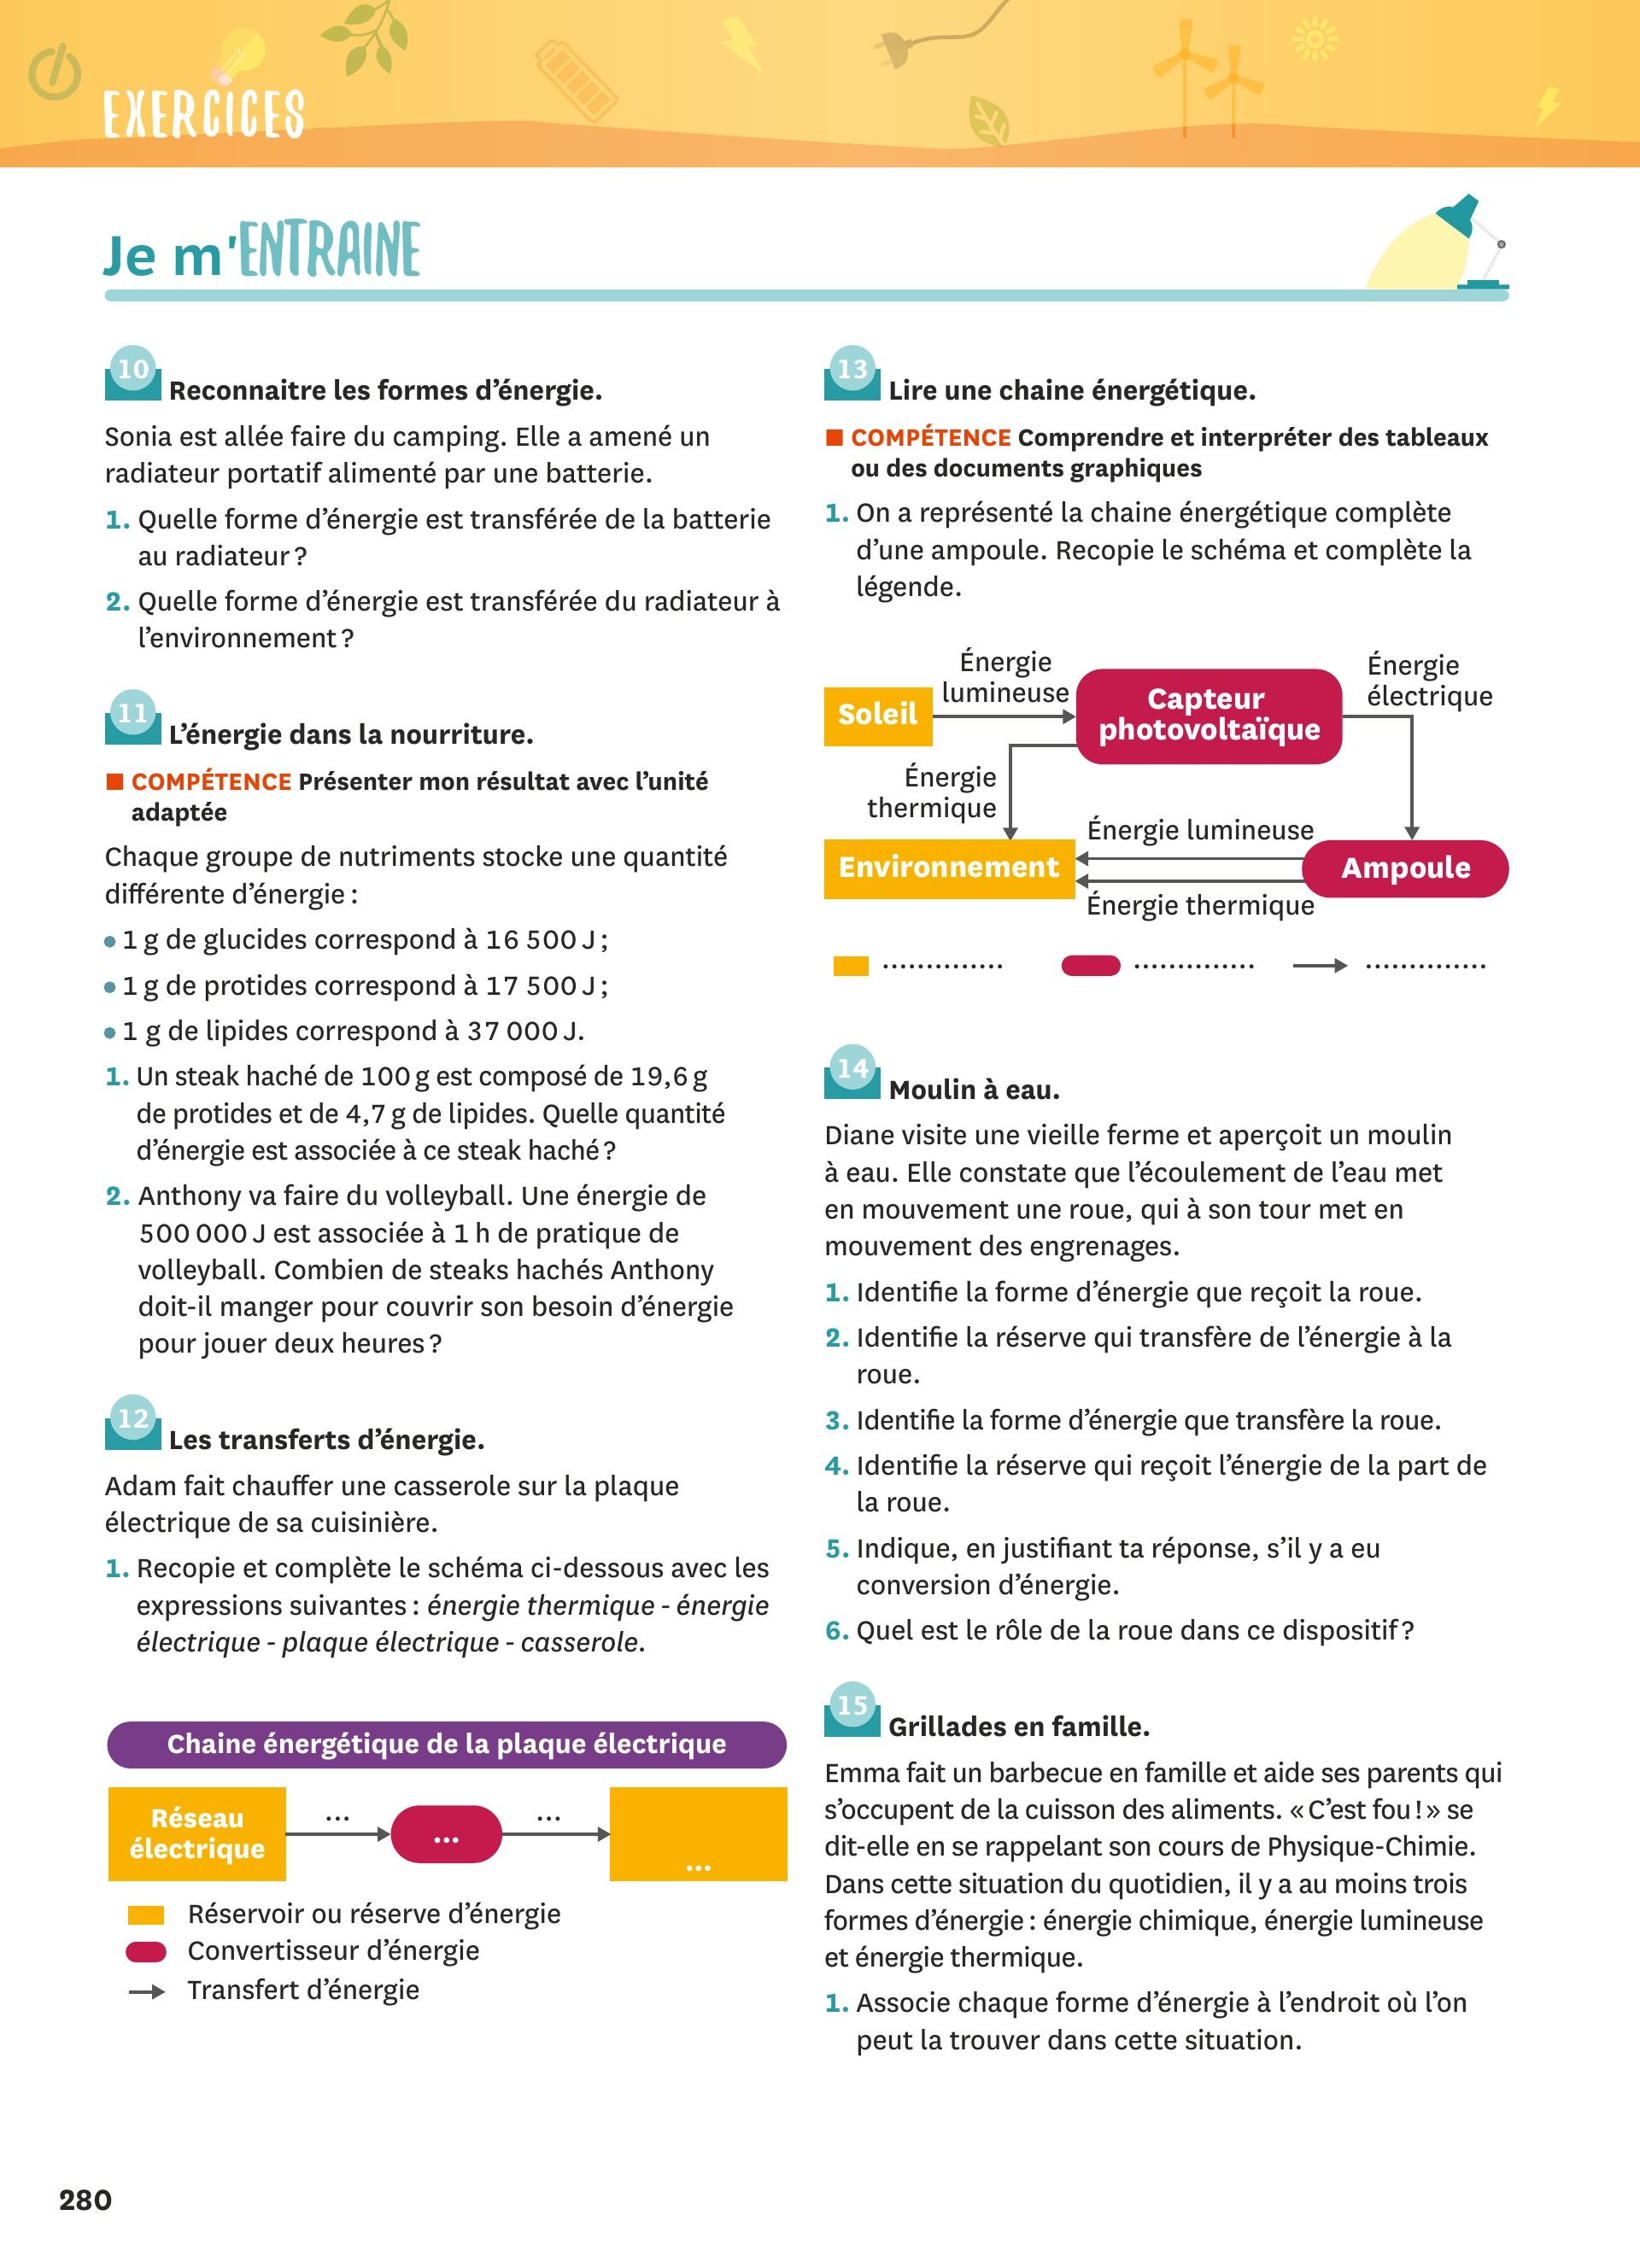 EXERCICES
Je m'ENTRAINE
10 Reconnaitre les formes d’énergie.
Sonia est allée faire du camping. Elle a amené un
radiateur portatif alimenté par une batterie.
1. Quelle forme d’énergie est transférée de la batterie
au radiateur ?
2. Quelle forme d’énergie est transférée du radiateur à
l’environnement ?
11 L’énergie dans la nourriture.
COMPÉTENCE Présenter mon résultat avec l’unité
adaptée
Chaque groupe de nutriments stocke une quantité
différente d’énergie :
• 1 g de glucides correspond à 16 500 J ;
• 1 g de protides correspond à 17 500 J ;
• 1 g de lipides correspond à 37 000 J.
1. Un steak haché de 100 g est composé de 19,6 g
de protides et de 4,7 g de lipides. Quelle quantité
d’énergie est associée à ce steak haché ?
2. Anthony va faire du volleyball. Une énergie de
500 000 J est associée à 1 h de pratique de
volleyball. Combien de steaks hachés Anthony
doit-il manger pour couvrir son besoin d’énergie
pour jouer deux heures ?
12 Les transferts d’énergie.
Adam fait chauffer une casserole sur la plaque
électrique de sa cuisinière.
1. Recopie et complète le schéma ci-dessous avec les
expressions suivantes : énergie thermique - énergie
électrique - plaque électrique - casserole.
Chaine énergétique de la plaque électrique
Réseau
électrique
...
...
...
...
Réservoir ou réserve d’énergie
Convertisseur d’énergie
Transfert d’énergie
13 Lire une chaine énergétique.
COMPÉTENCE Comprendre et interpréter des tableaux
ou des documents graphiques
1. On a représenté la chaine énergétique complète
d’une ampoule. Recopie le schéma et complète la
légende.
Soleil
Énergie
lumineuse
Capteur
photovoltaïque
Énergie
électrique
Énergie
thermique
Environnement
Énergie lumineuse
Énergie thermique
Ampoule
.............. .............. ..............
14 Moulin à eau.
Diane visite une vieille ferme et aperçoit un moulin
à eau. Elle constate que l’écoulement de l’eau met
en mouvement une roue, qui à son tour met en
mouvement des engrenages.
1. Identifie la forme d’énergie que reçoit la roue.
2. Identifie la réserve qui transfère de l’énergie à la
roue.
3. Identifie la forme d’énergie que transfère la roue.
4. Identifie la réserve qui reçoit l’énergie de la part de
la roue.
5. Indique, en justifiant ta réponse, s’il y a eu
conversion d’énergie.
6. Quel est le rôle de la roue dans ce dispositif ?
15 Grillades en famille.
Emma fait un barbecue en famille et aide ses parents qui
s’occupent de la cuisson des aliments. « C’est fou ! » se
dit-elle en se rappelant son cours de Physique-Chimie.
Dans cette situation du quotidien, il y a au moins trois
formes d’énergie : énergie chimique, énergie lumineuse
et énergie thermique.
1. Associe chaque forme d’énergie à l’endroit où l’on
peut la trouver dans cette situation.
280